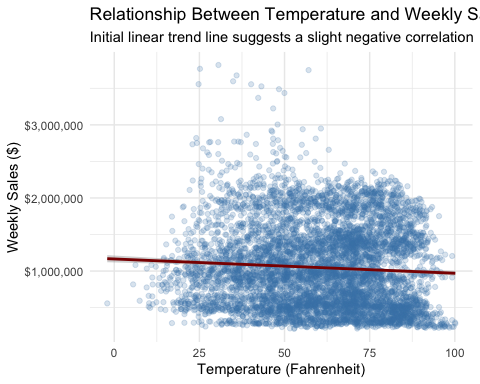 Relationship Between Temperature and Weekly S
Initial linear trend line suggests a slight negative correlation
Weekly Sales ($)
$3,000,000
$2,000,000
$1,000,000
0 25 50 75 100
Temperature (Fahrenheit)